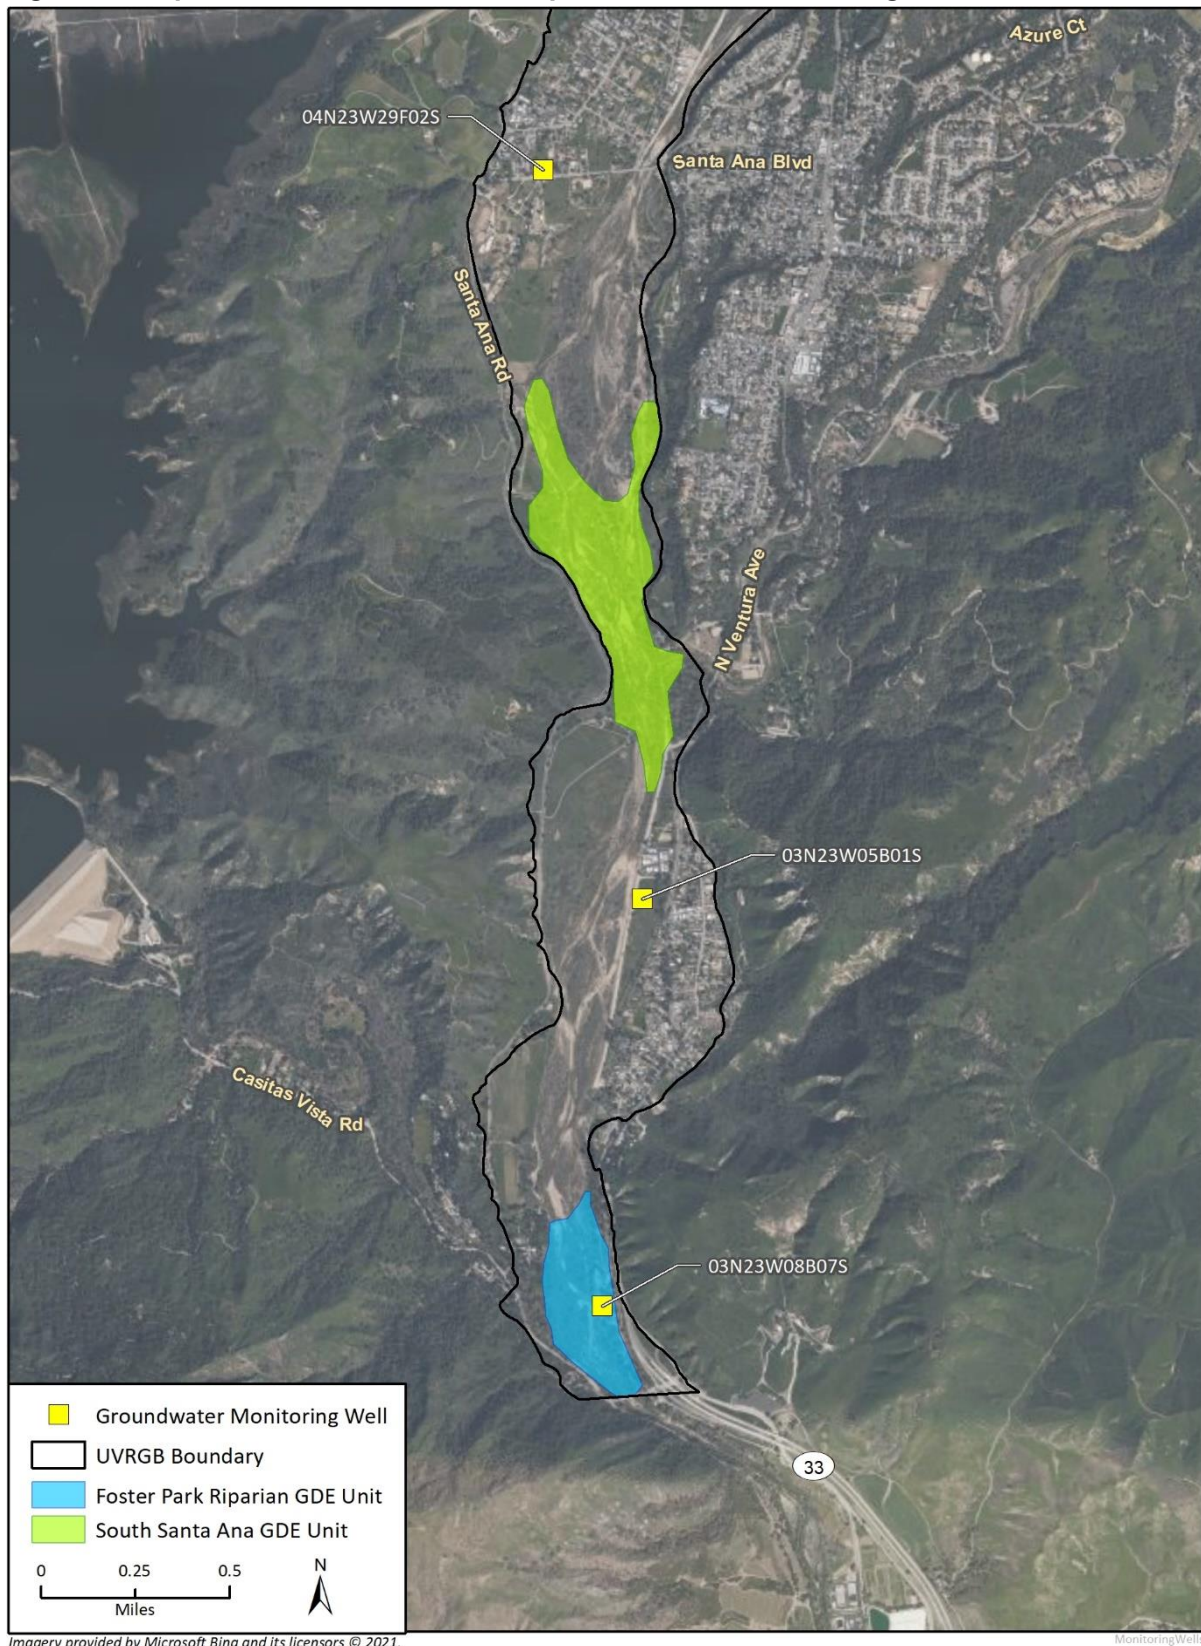 Azure Ct
04N23W29F02S
Santa Ana Blvd
Santa Ana Rd
N Ventura Ave
03N23W05B01S
Casitas Vista Rd
03N23W08B07S
33
Groundwater Monitoring Well
UVRGB Boundary
Foster Park Riparian GDE Unit
South Santa Ana GDE Unit
0 0.25 0.5
Miles
N
Imagery provided by Microsoft Bing and its licensors © 2021.